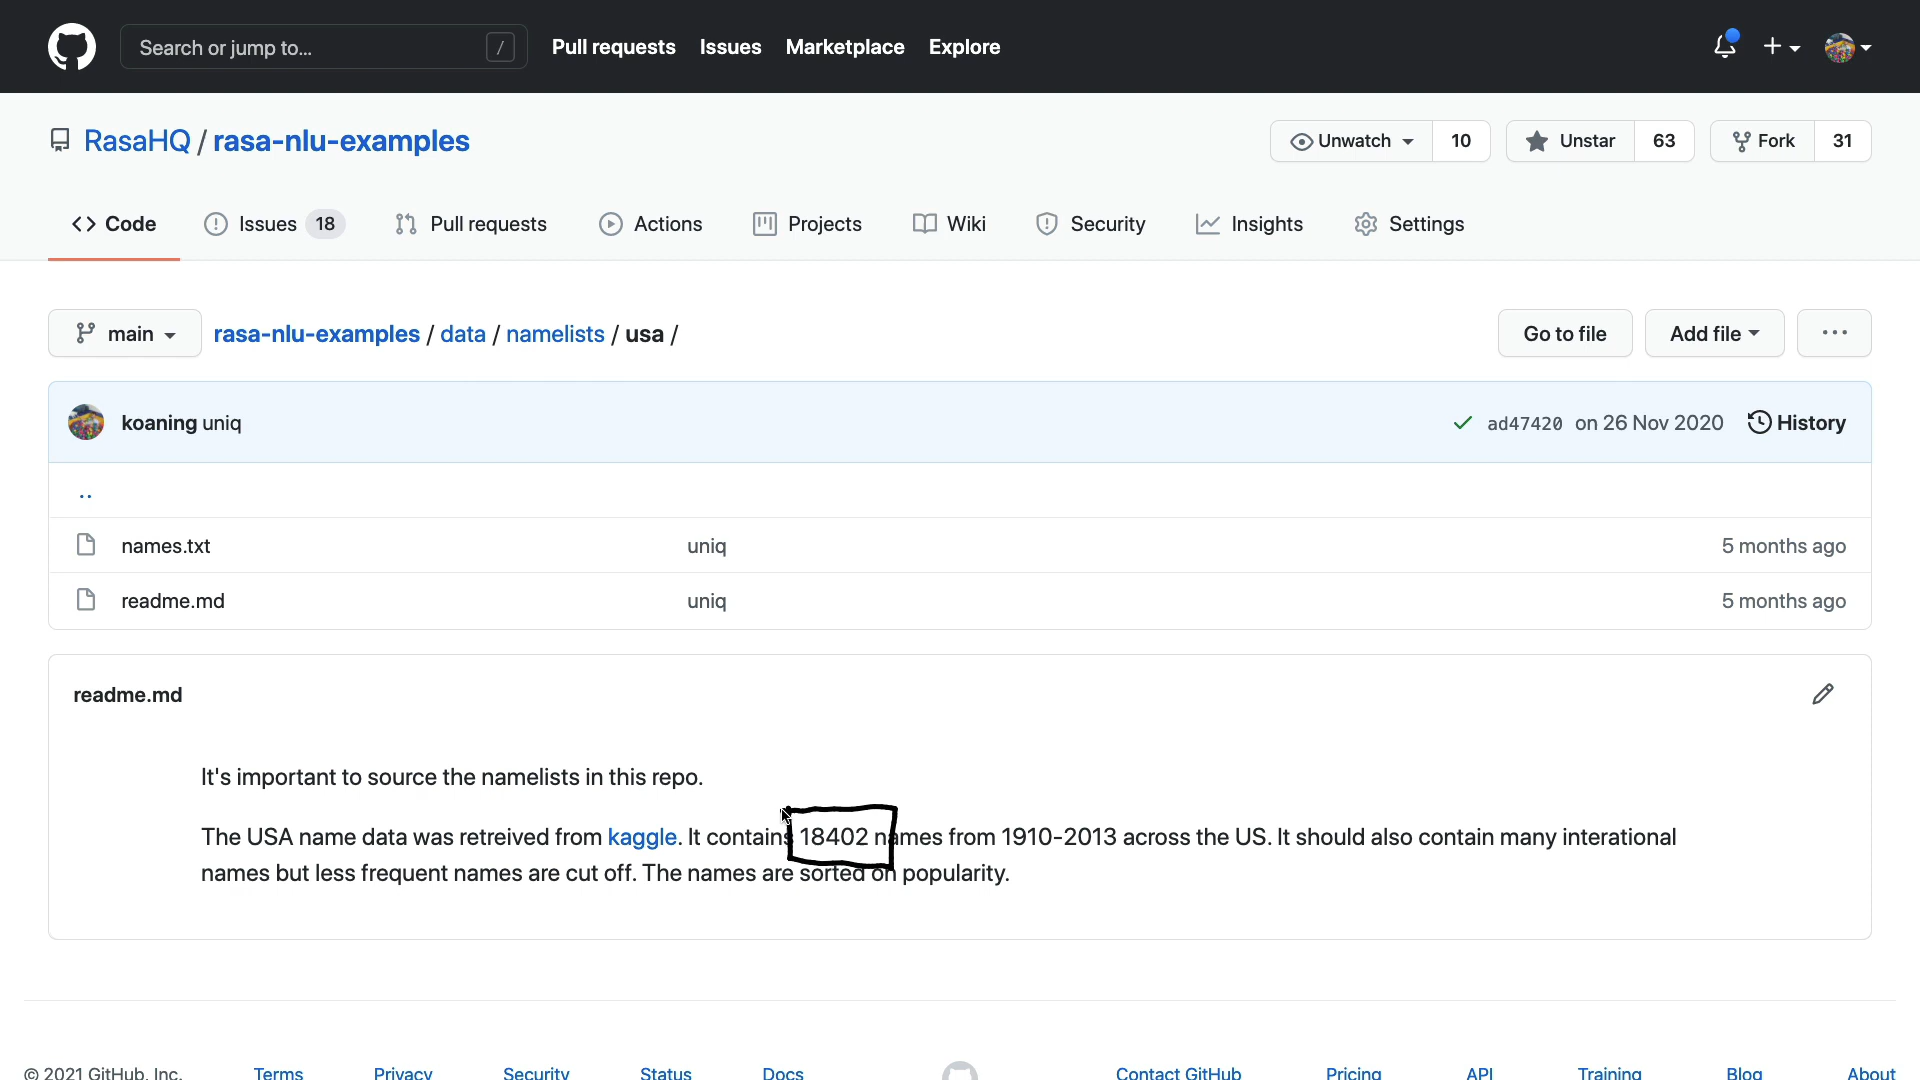 Search or jump to... / Pull requests Issues Marketplace Explore
RasaHQ / rasa-nlu-examples Unwatch 10 Unstar 63 Fork 31
<> Code Issues 18 Pull requests Actions Projects Wiki Security Insights Settings
main rasa-nlu-examples / data / namelists / usa / Go to file Add file ...
koaning uniq ad47420 on 26 Nov 2020 History
..
names.txt uniq 5 months ago
readme.md uniq 5 months ago
readme.md
It's important to source the namelists in this repo.
The USA name data was retreived from kaggle. It contains 18402 names from 1910-2013 across the US. It should also contain many interational
names but less frequent names are cut off. The names are sorted on popularity.
© 2021 GitHub, Inc. Terms Privacy Security Status Docs Contact GitHub Pricing API Training Blog About